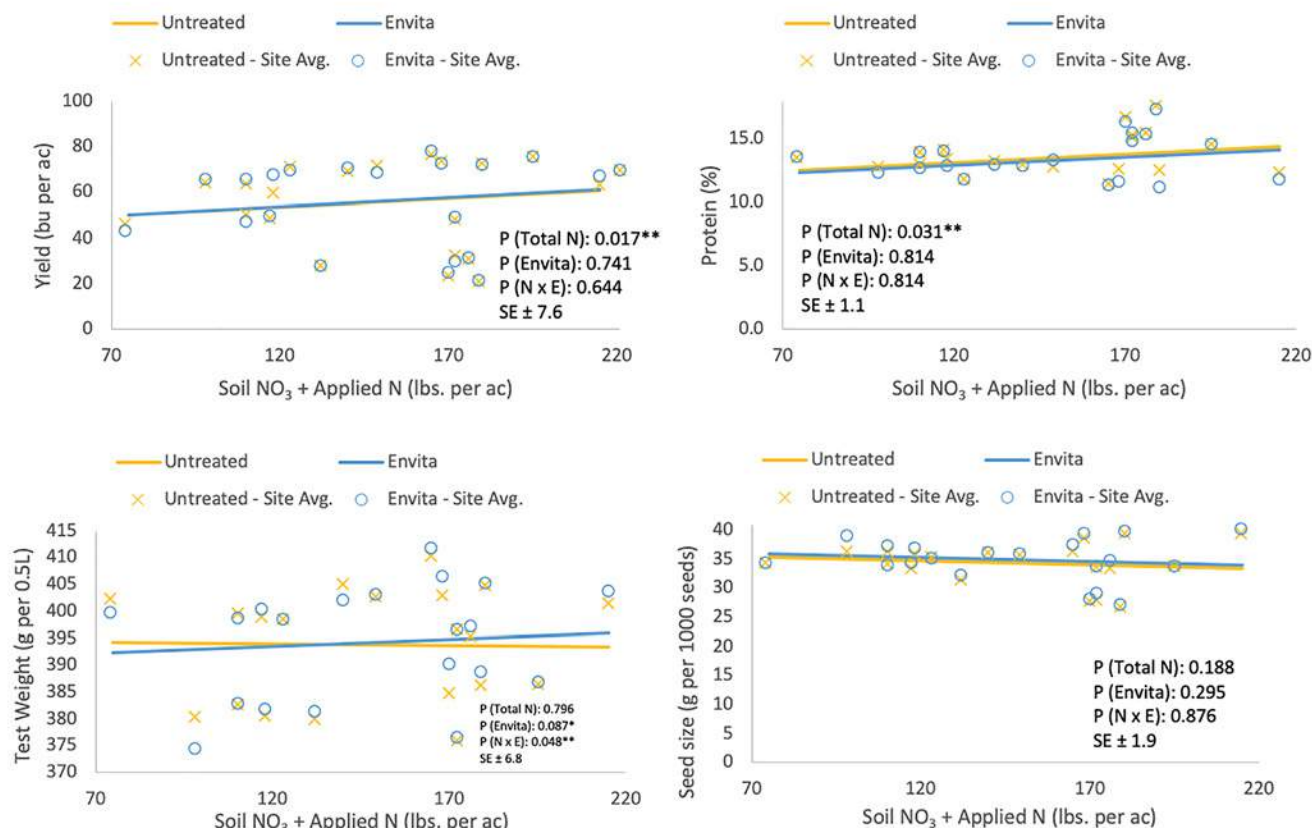 Untreated
Envita
Untreated - Site Avg.
Envita - Site Avg.
100
80
60
40
20
0
Yield (bu per ac)
P (Total N): 0.017**
P (Envita): 0.741
P (N x E): 0.644
SE ± 7.6
70
120
170
220
Soil NO₃ + Applied N (lbs. per ac)
Untreated
Envita
Untreated - Site Avg.
Envita - Site Avg.
15.0
10.0
5.0
0.0
Protein (%)
P (Total N): 0.031**
P (Envita): 0.814
P (N x E): 0.814
SE ± 1.1
70
120
170
220
Soil NO₃ + Applied N (lbs. per ac)
Untreated
Envita
Untreated - Site Avg.
Envita - Site Avg.
415
410
405
400
395
390
385
380
375
370
Test Weight (g per 0.5L)
P (Total N): 0.796
P (Envita): 0.087*
P (N x E): 0.048**
SE ± 6.8
70
120
170
220
Soil NO₃ + Applied N (lbs. per ac)
Untreated
Envita
Untreated - Site Avg.
Envita - Site Avg.
40
35
30
25
20
15
10
5
0
Seed size (g per 1000 seeds)
P (Total N): 0.188
P (Envita): 0.295
P (N x E): 0.876
SE ± 1.9
70
120
170
220
Soil NO₃ + Applied N (lbs. per ac)